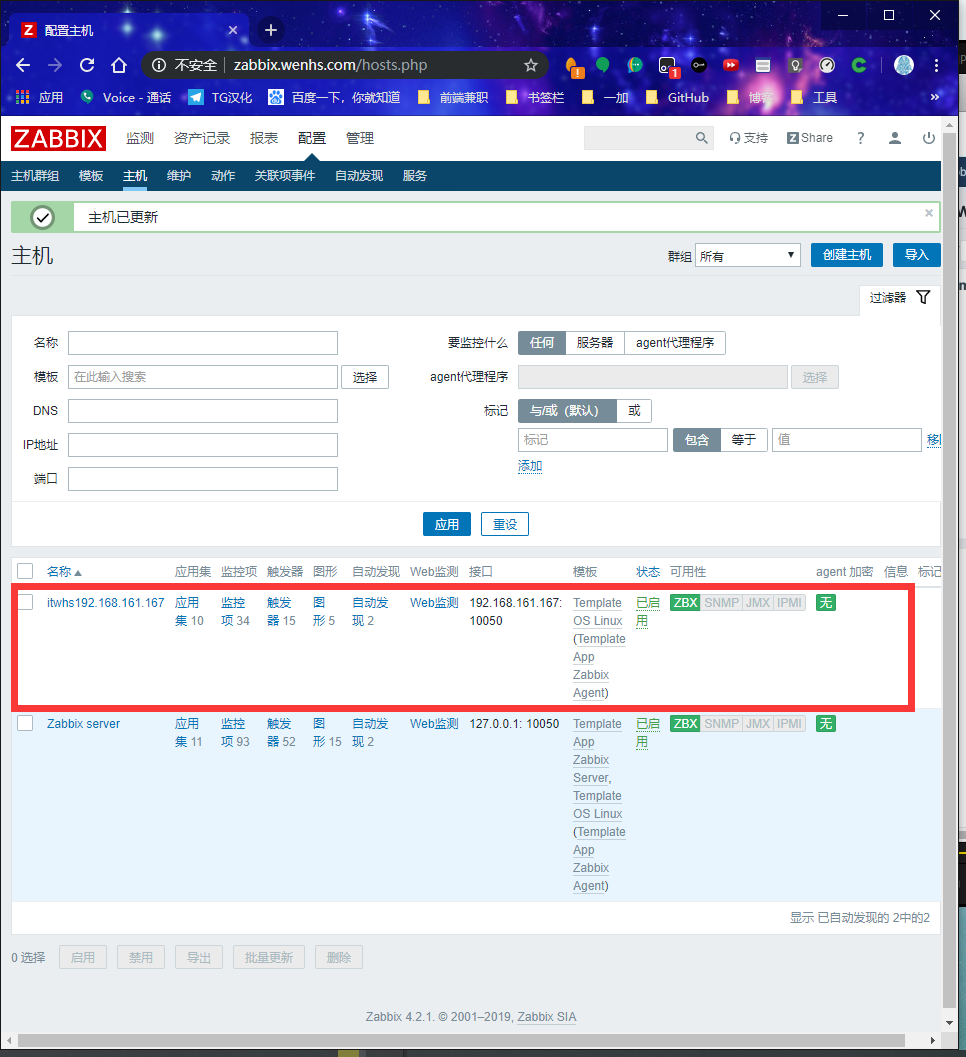 Z 配置主机
不安全 zabbix.wenhs.com/hosts.php
! 1
应用 Voice - 通话 TG汉化 百度一下，你就知道 前端兼职 书签栏 一加 GitHub 博客 工具 »
ZABBIX 监测 资产记录 报表 配置 管理 支持 Z Share ?
主机群组 模板 主机 维护 动作 关联项事件 自动发现 服务
主机已更新
主机 群组 所有 创建主机 导入
过滤器
名称 要监控什么 任何 服务器 agent代理程序
模板 在此输入搜索 选择 agent代理程序 选择
DNS 标记 与/或（默认） 或
IP地址 标记 包含 等于 值
端口 添加
应用 重设
名称 应用集 监控项 触发器 图形 自动发现 Web监测 接口 模板 状态 可用性 agent 加密 信息 标记
itwhs192.168.161.167 应用 监控 触发 图 自动发 Web监测 192.168.161.167: Template 已启 ZBX SNMP JMX IPMI 无
集 10 项 34 器 15 形 5 现 2 10050 OS Linux 用
(Template
App
Zabbix
Agent)
Zabbix server 应用 监控 触发 图 自动发 Web监测 127.0.0.1: 10050 Template 已启 ZBX SNMP JMX IPMI 无
集 11 项 93 器 52 形 15 现 2 App 用
Zabbix
Server,
Template
OS Linux
(Template
App
Zabbix
Agent)
显示 已自动发现的 2中的2
0 选择 启用 禁用 导出 批量更新 删除
Zabbix 4.2.1. © 2001–2019, Zabbix SIA